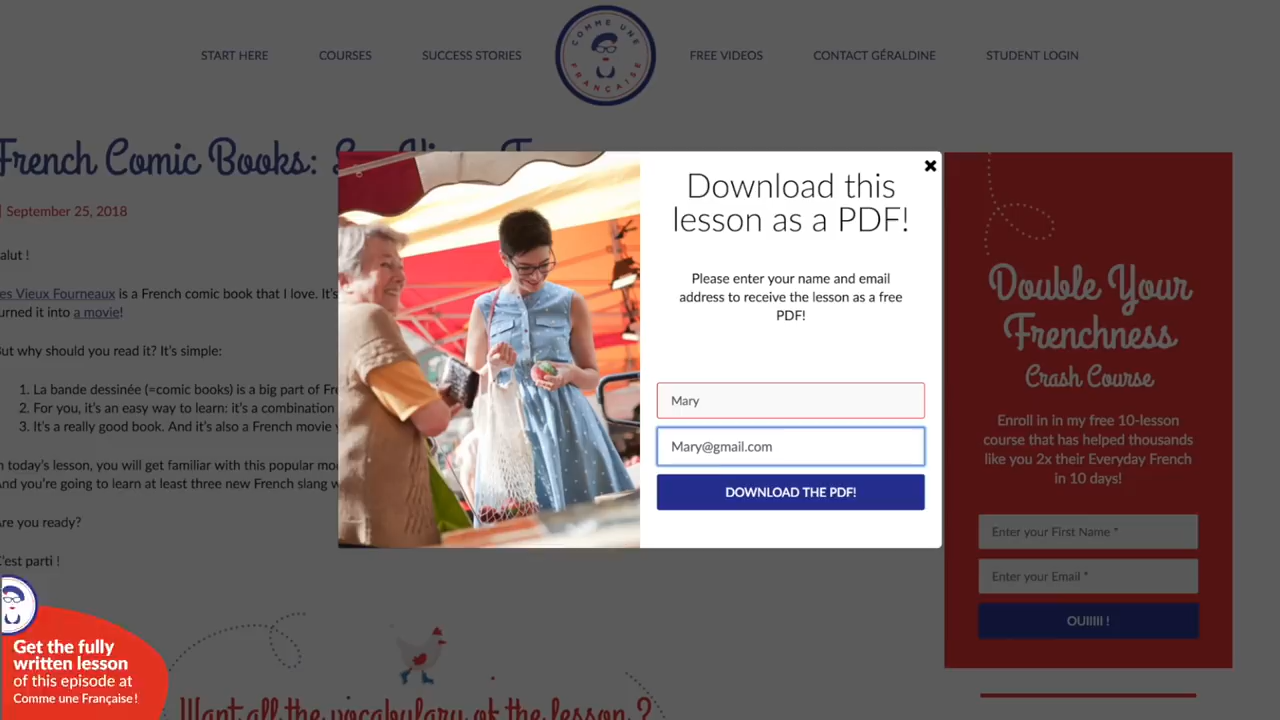 START HERE
COURSES
SUCCESS STORIES
COMME UNE
FRANÇAISE
FREE VIDEOS
CONTACT GÉRALDINE
STUDENT LOGIN
French Comic Books:
September 25, 2018
alut !
es Vieux Fourneaux is a French comic book that I love. It's
urned it into a movie!
But why should you read it? It's simple:
1. La bande dessinée (=comic books) is a big part of Fre
2. For you, it's an easy way to learn: it's a combination
3. It's a really good book. And it's also a French movie
n today's lesson, you will get familiar with this popular mo
And you're going to learn at least three new French slang w
Are you ready?
C'est parti !
Download this
lesson as a PDF!
Please enter your name and email
address to receive the lesson as a free
PDF!
Mary
Mary@gmail.com
DOWNLOAD THE PDF!
Double Your
Frenchness
Crash Course
Enroll in in my free 10-lesson
course that has helped thousands
like you 2x their Everyday French
in 10 days!
Enter your First Name *
Enter your Email *
OUIIIII !
Get the fully
written lesson
of this episode at
Comme une Française!
Want all the vocabulary of the lesson ?